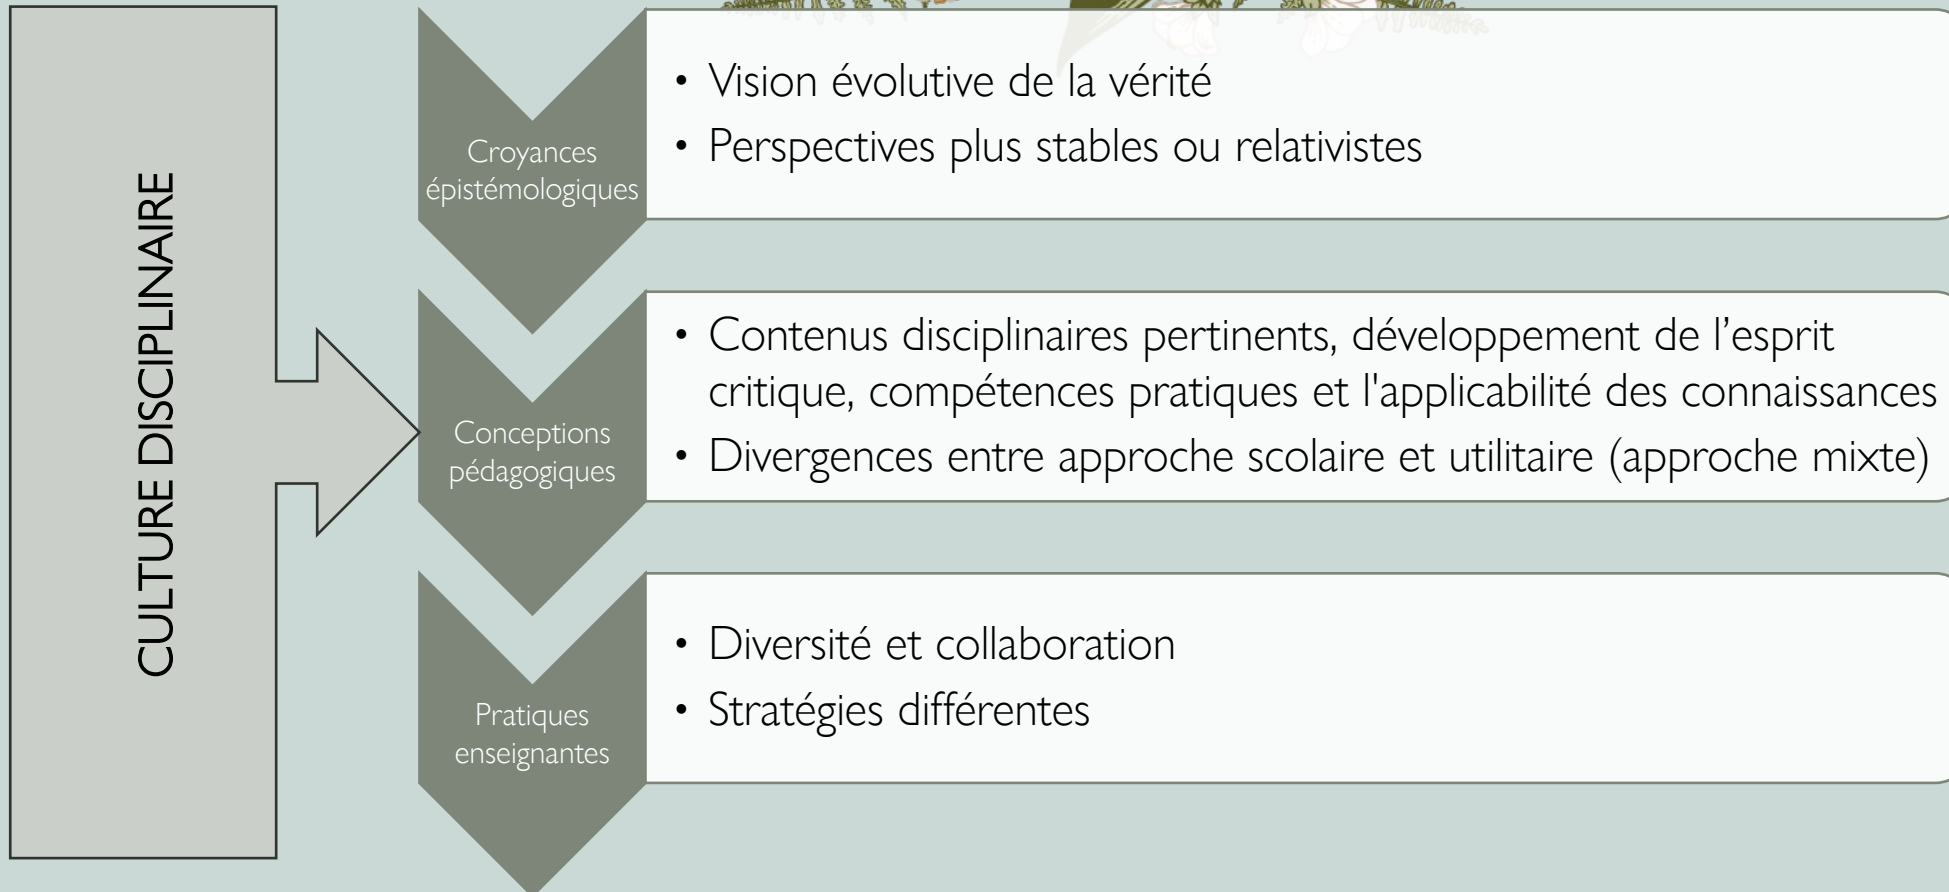 CULTURE DISCIPLINAIRE
Croyances
épistémologiques
• Vision évolutive de la vérité
• Perspectives plus stables ou relativistes
Conceptions
pédagogiques
• Contenus disciplinaires pertinents, développement de l’esprit
critique, compétences pratiques et l'applicabilité des connaissances
• Divergences entre approche scolaire et utilitaire (approche mixte)
Pratiques
enseignantes
• Diversité et collaboration
• Stratégies différentes